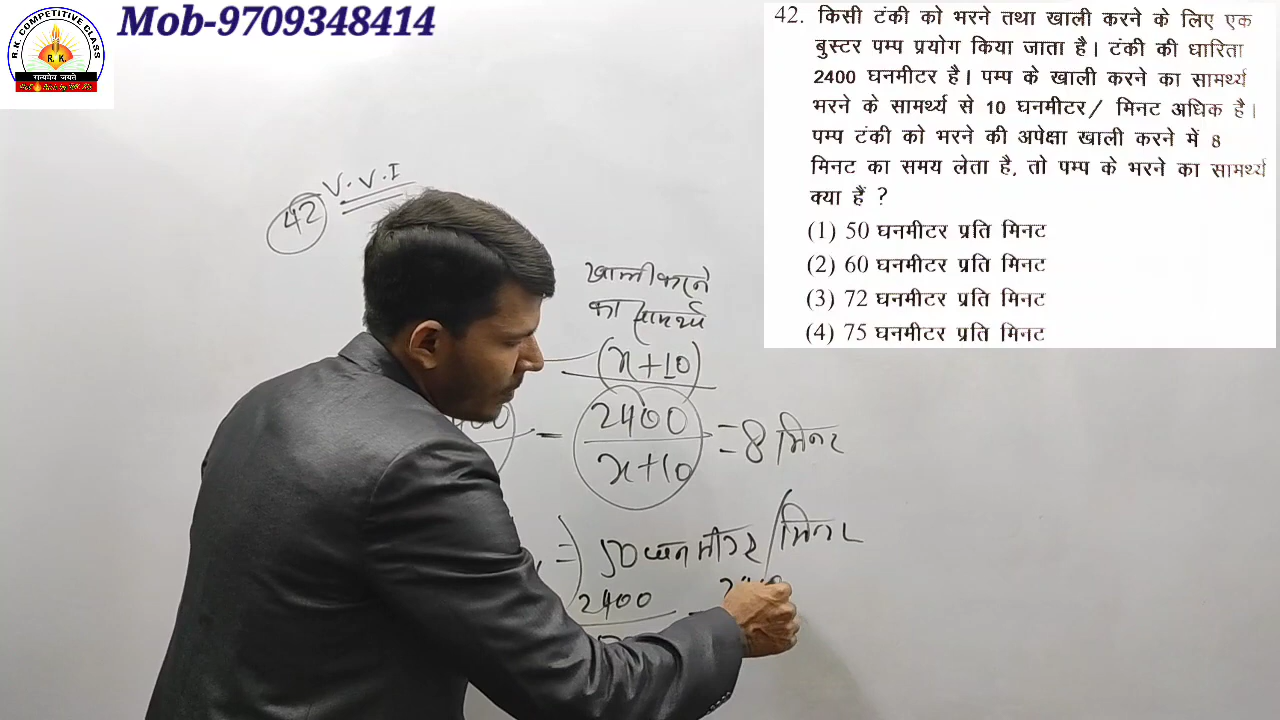 Mob-9709348414
R.K COMPETITIVE CLASS
R. K.
सत्यमेव जयते
42. किसी टंकी को भरने तथा खाली करने के लिए एक
बुस्टर पम्प प्रयोग किया जाता है। टंकी की धारिता
2400 घनमीटर है। पम्प के खाली करने का सामर्थ्य
भरने के सामर्थ्य से 10 घनमीटर/ मिनट अधिक है।
पम्प टंकी को भरने की अपेक्षा खाली करने में 8
मिनट का समय लेता है, तो पम्प के भरने का सामर्थ्य
क्या हैं ?
(1) 50 घनमीटर प्रति मिनट
(2) 60 घनमीटर प्रति मिनट
(3) 72 घनमीटर प्रति मिनट
(4) 75 घनमीटर प्रति मिनट
42 V.V.I
खाली करने
का सामर्थ्य
(x+10)
- 2400 = 8 मिनट
x+10
=) 50 घन मीटर/मिनट
2400 -